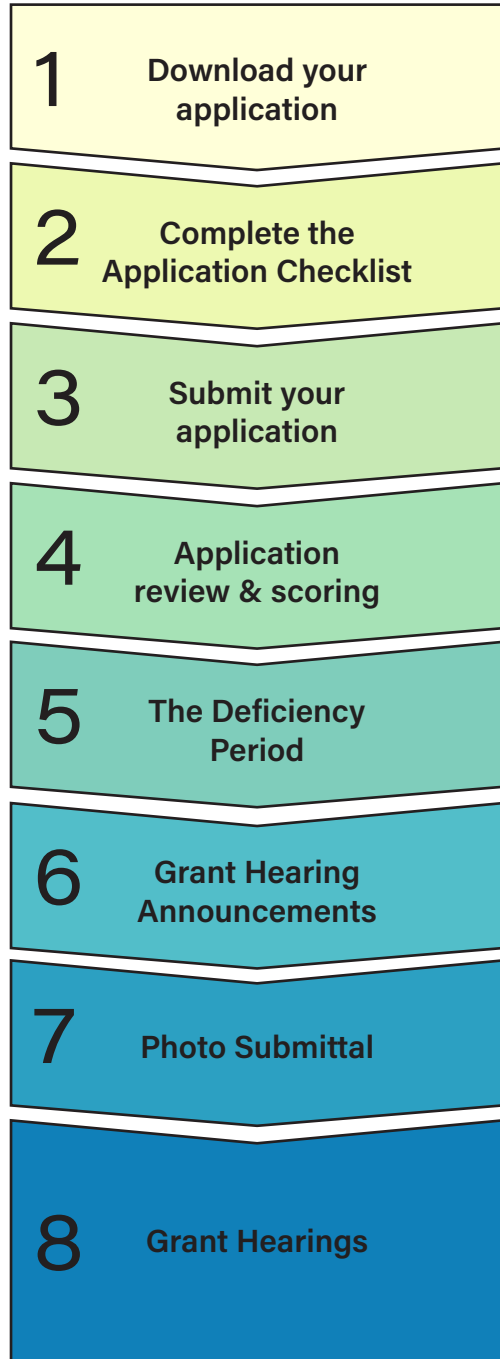 1
Download your
application
2
Complete the
Application Checklist
3
Submit your
application
4
Application
review & scoring
5
The Deficiency
Period
6
Grant Hearing
Announcements
7
Photo Submittal
8
Grant Hearings